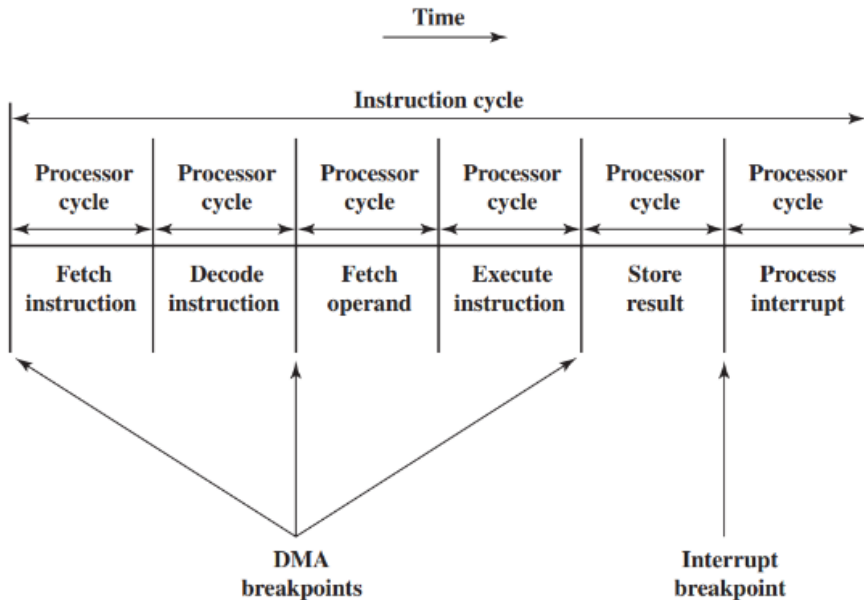 Time
Instruction cycle
Processor Processor Processor Processor Processor Processor
cycle cycle cycle cycle cycle cycle
Fetch Decode Fetch Execute Store Process
instruction instruction operand instruction result interrupt
DMA Interrupt
breakpoints breakpoint